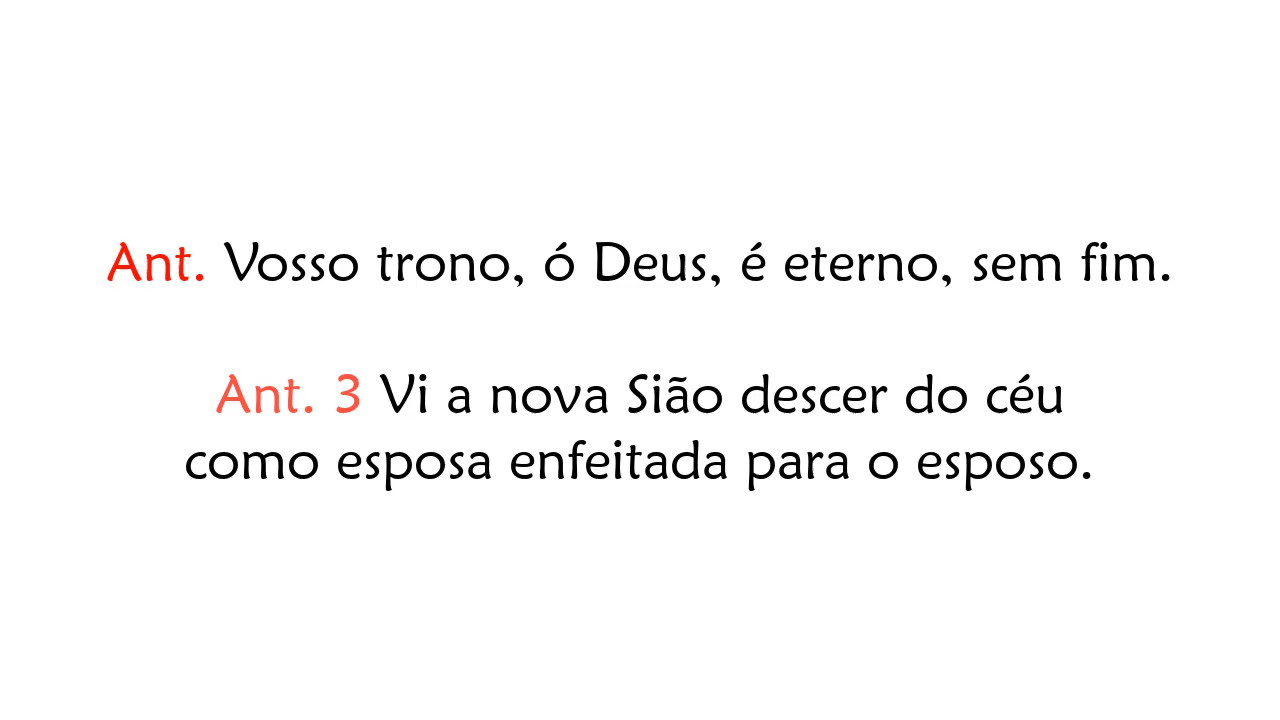 Ant. Vosso trono, ó Deus, é eterno, sem fim.
Ant. 3 Vi a nova Sião descer do céu
como esposa enfeitada para o esposo.